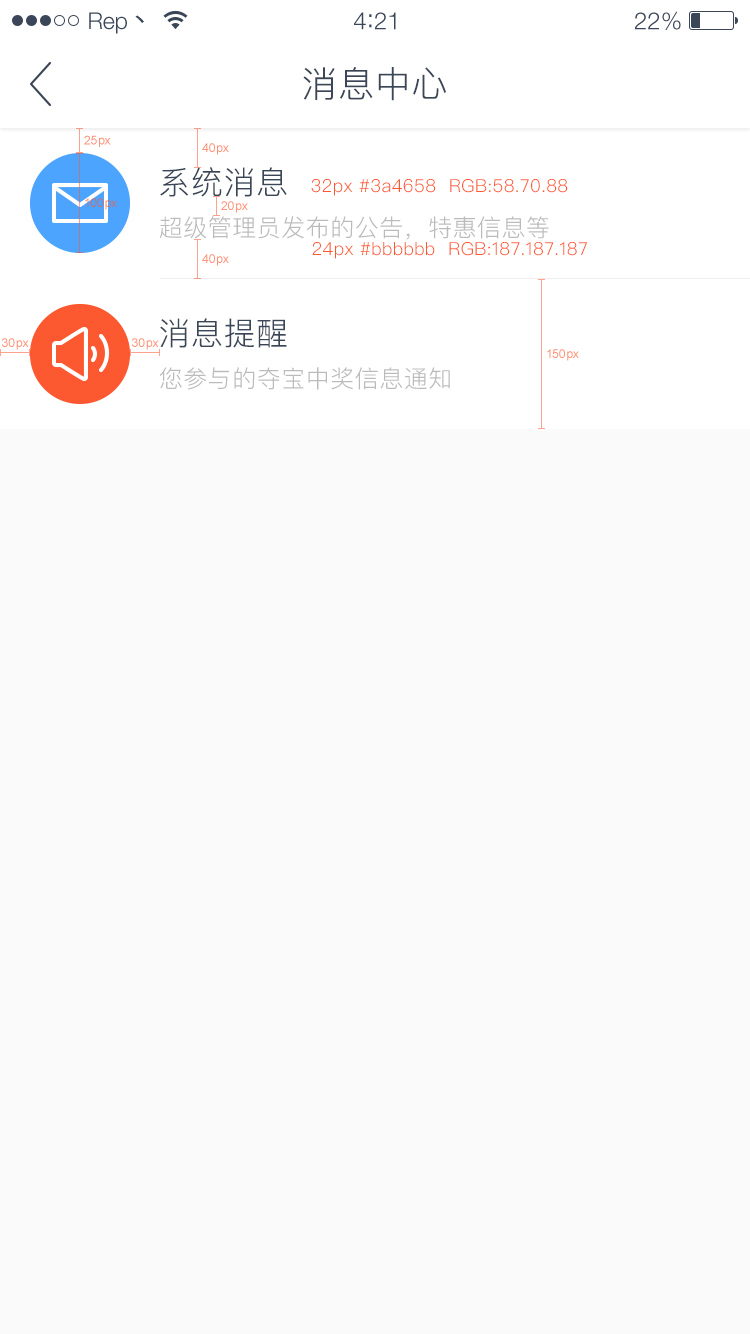 Rep 4:21 22%
消息中心
25px
40px
系统消息 32px #3a4658 RGB:58.70.88
100px
20px
超级管理员发布的公告，特惠信息等
24px #bbbbbb RGB:187.187.187
40px
消息提醒
30px 30px
150px
您参与的夺宝中奖信息通知